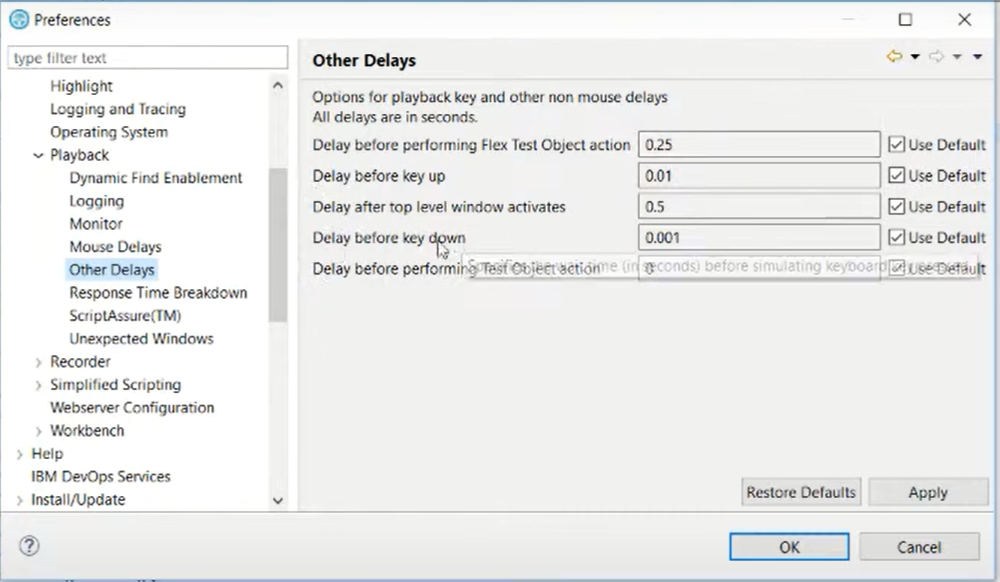 Preferences
type filter text
Highlight
Logging and Tracing
Operating System
Playback
Dynamic Find Enablement
Logging
Monitor
Mouse Delays
Other Delays
Response Time Breakdown
ScriptAssure(TM)
Unexpected Windows
Recorder
Simplified Scripting
Webserver Configuration
Workbench
Help
IBM DevOps Services
Install/Update
Other Delays
Options for playback key and other non mouse delays
All delays are in seconds.
Delay before performing Flex Test Object action 0.25 Use Default
Delay before key up 0.01 Use Default
Delay after top level window activates 0.5 Use Default
Delay before key down 0.001 Use Default
Delay before performing Test Object action 0 Use Default
Specifies the wait time (in seconds) before simulating keyboard
Restore Defaults Apply
OK Cancel